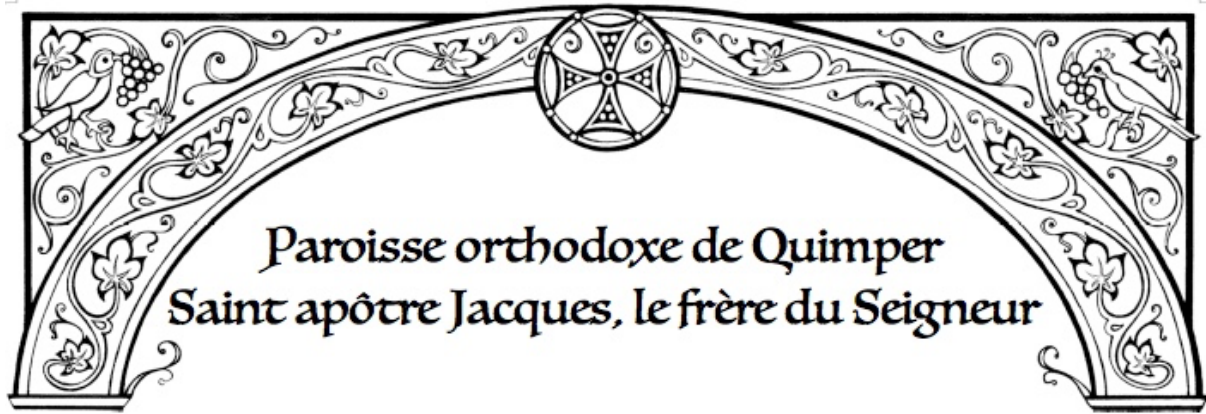 Paroisse orthodoxe de Quimper
Saint apôtre Jacques, le frère du Seigneur